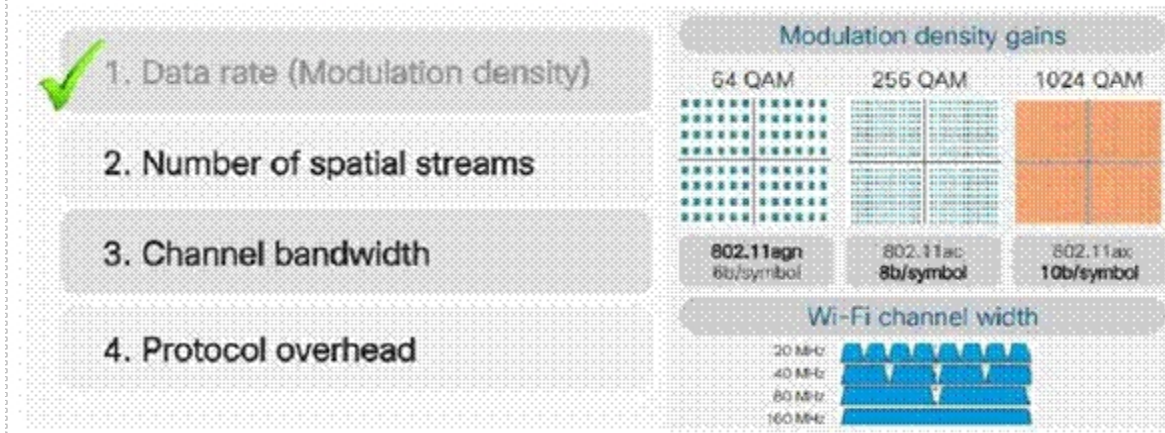 1. Data rate (Modulation density)
2. Number of spatial streams
3. Channel bandwidth
4. Protocol overhead
Modulation density gains
64 QAM 256 QAM 1024 QAM
802.11agn 802.11ac 802.11ax
6b/symbol 8b/symbol 10b/symbol
Wi-Fi channel width
20 MHz
40 MHz
80 MHz
160 MHz